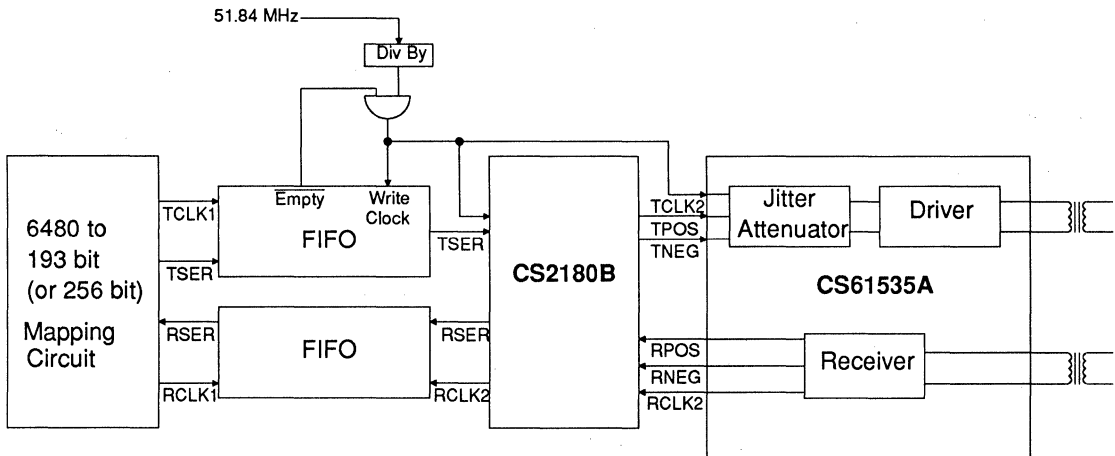 51.84 MHz
Div By
6480 to
193 bit
(or 256 bit)
Mapping
Circuit
TCLK1
TSER
RSER
RCLK1
Empty
Write
Clock
FIFO
FIFO
TSER
RSER
RCLK2
CS2180B
TCLK2
TPOS
TNEG
RPOS
RNEG
RCLK2
Jitter
Attenuator
Driver
CS61535A
Receiver